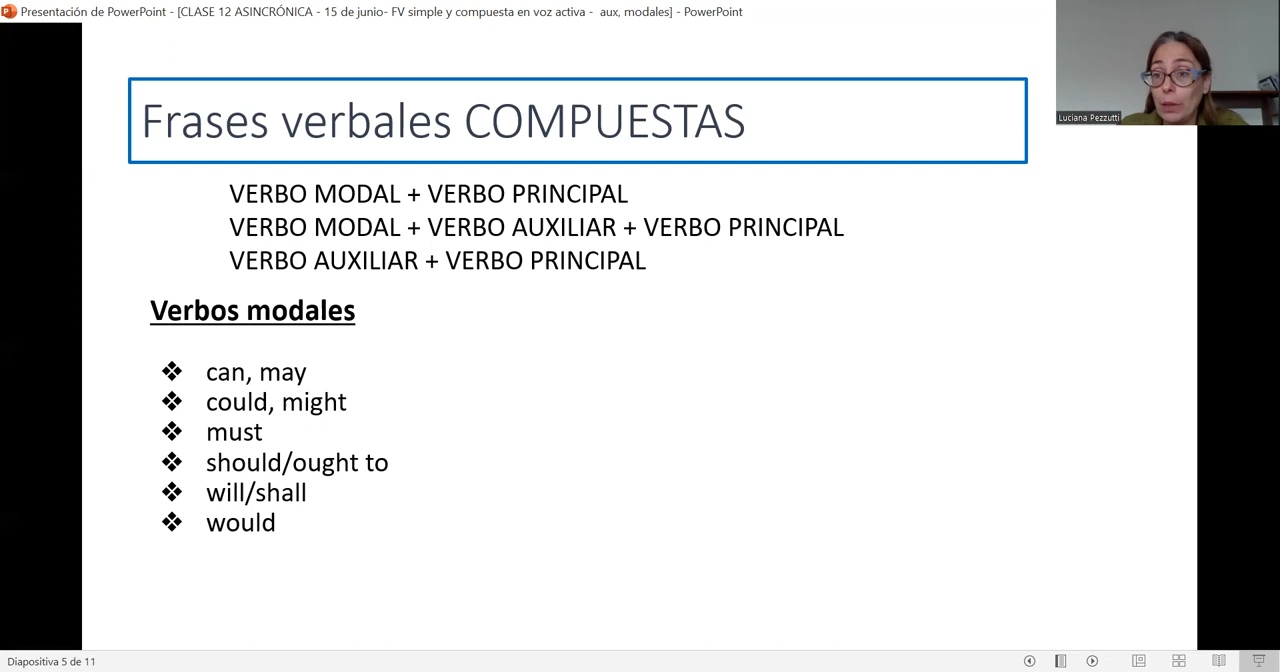 Presentación de PowerPoint - [CLASE 12 ASINCRÓNICA - 15 de junio- FV simple y compuesta en voz activa - aux, modales] - PowerPoint
Luciana Pezzutti
Frases verbales COMPUESTAS
VERBO MODAL + VERBO PRINCIPAL
VERBO MODAL + VERBO AUXILIAR + VERBO PRINCIPAL
VERBO AUXILIAR + VERBO PRINCIPAL
Verbos modales
❖ can, may
❖ could, might
❖ must
❖ should/ought to
❖ will/shall
❖ would
Diapositiva 5 de 11